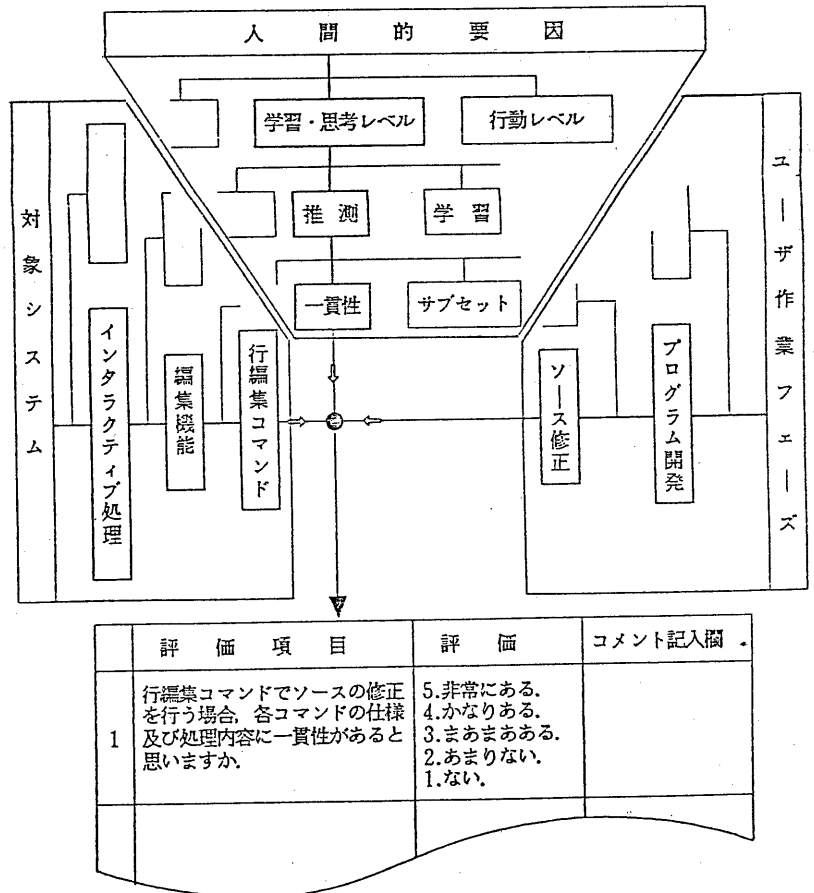 人間的要因
学習・思考レベル
行動レベル
推測
学習
一貫性
サブセット
対象システム
インタラクティブ処理
編集機能
行編集コマンド
ソース修正
プログラム開発
ユーザ作業フェーズ
評価項目
評価
コメント記入欄
1
行編集コマンドでソースの修正
を行う場合, 各コマンドの仕様
及び処理内容に一貫性があると
思いますか.
5.非常にある.
4.かなりある.
3.まあまあある.
2.あまりない.
1.ない.